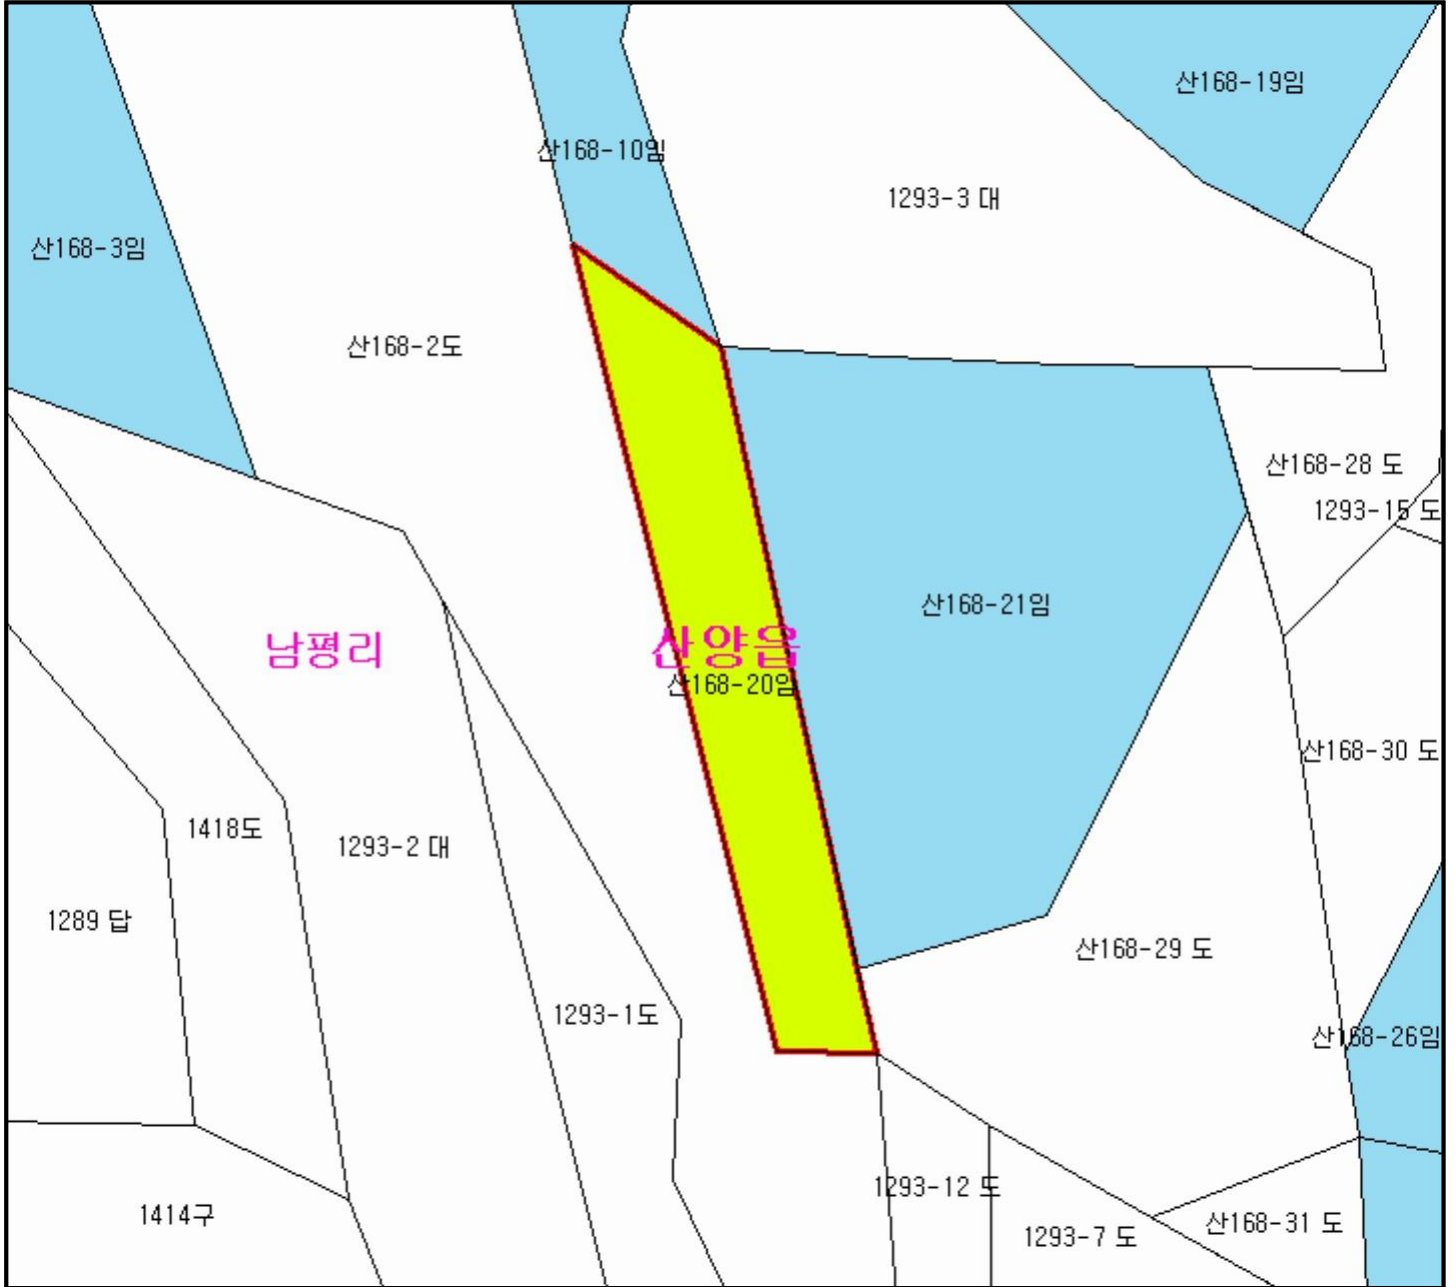 산168-19임
산168-10임
1293-3 대
산168-3임
산168-2도
산168-28 도
1293-15 도
산168-21임
남평리
산양읍
산168-20임
산168-30 도
1418도
1293-2 대
1289 답
산168-29 도
1293-1도
산168-26임
1293-12 도
1414구
산168-31 도
1293-7 도